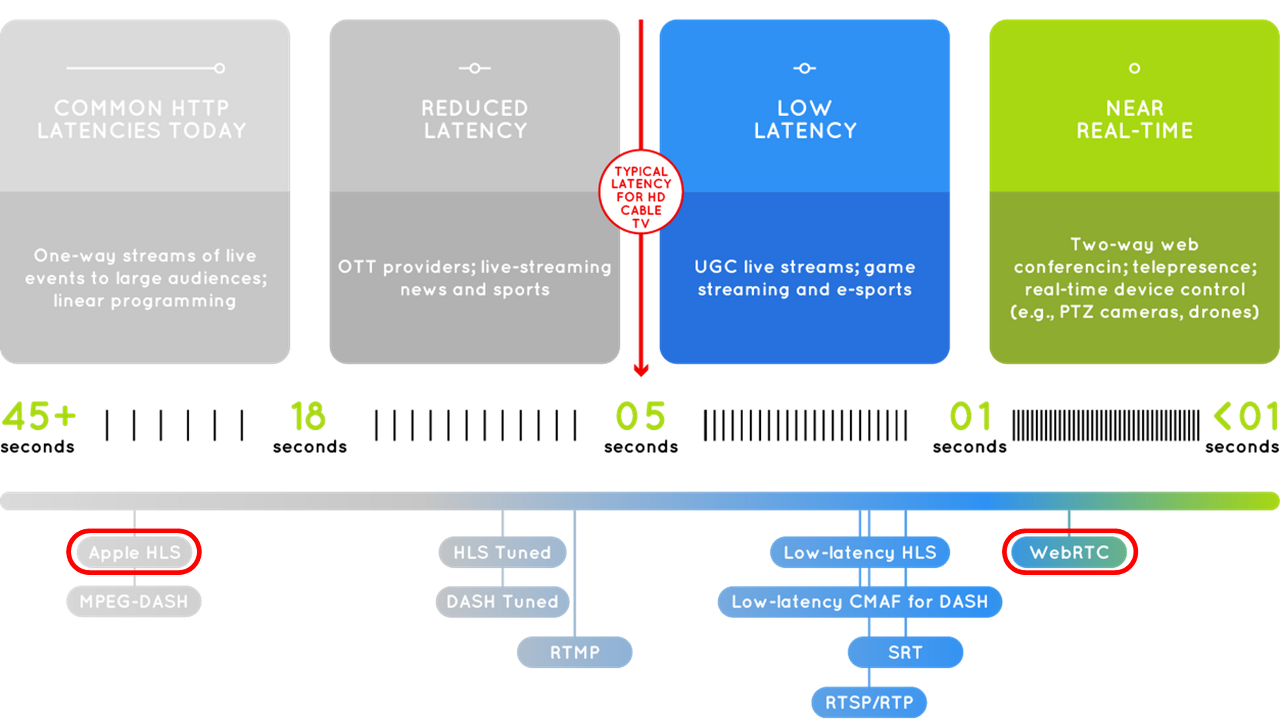 COMMON HTTP
LATENCIES TODAY
One-way streams of live
events to large audiences;
linear programming
REDUCED
LATENCY
OTT providers; live-streaming
news and sports
TYPICAL
LATENCY
FOR HD
CABLE
TV
LOW
LATENCY
UGC live streams; game
streaming and e-sports
NEAR
REAL-TIME
Two-way web
conferencin; telepresence;
real-time device control
(e.g., PTZ cameras, drones)
45+
seconds
18
seconds
05
seconds
01
seconds
<01
seconds
Apple HLS
MPEG-DASH
HLS Tuned
DASH Tuned
RTMP
Low-latency HLS
Low-latency CMAF for DASH
SRT
RTSP/RTP
WebRTC